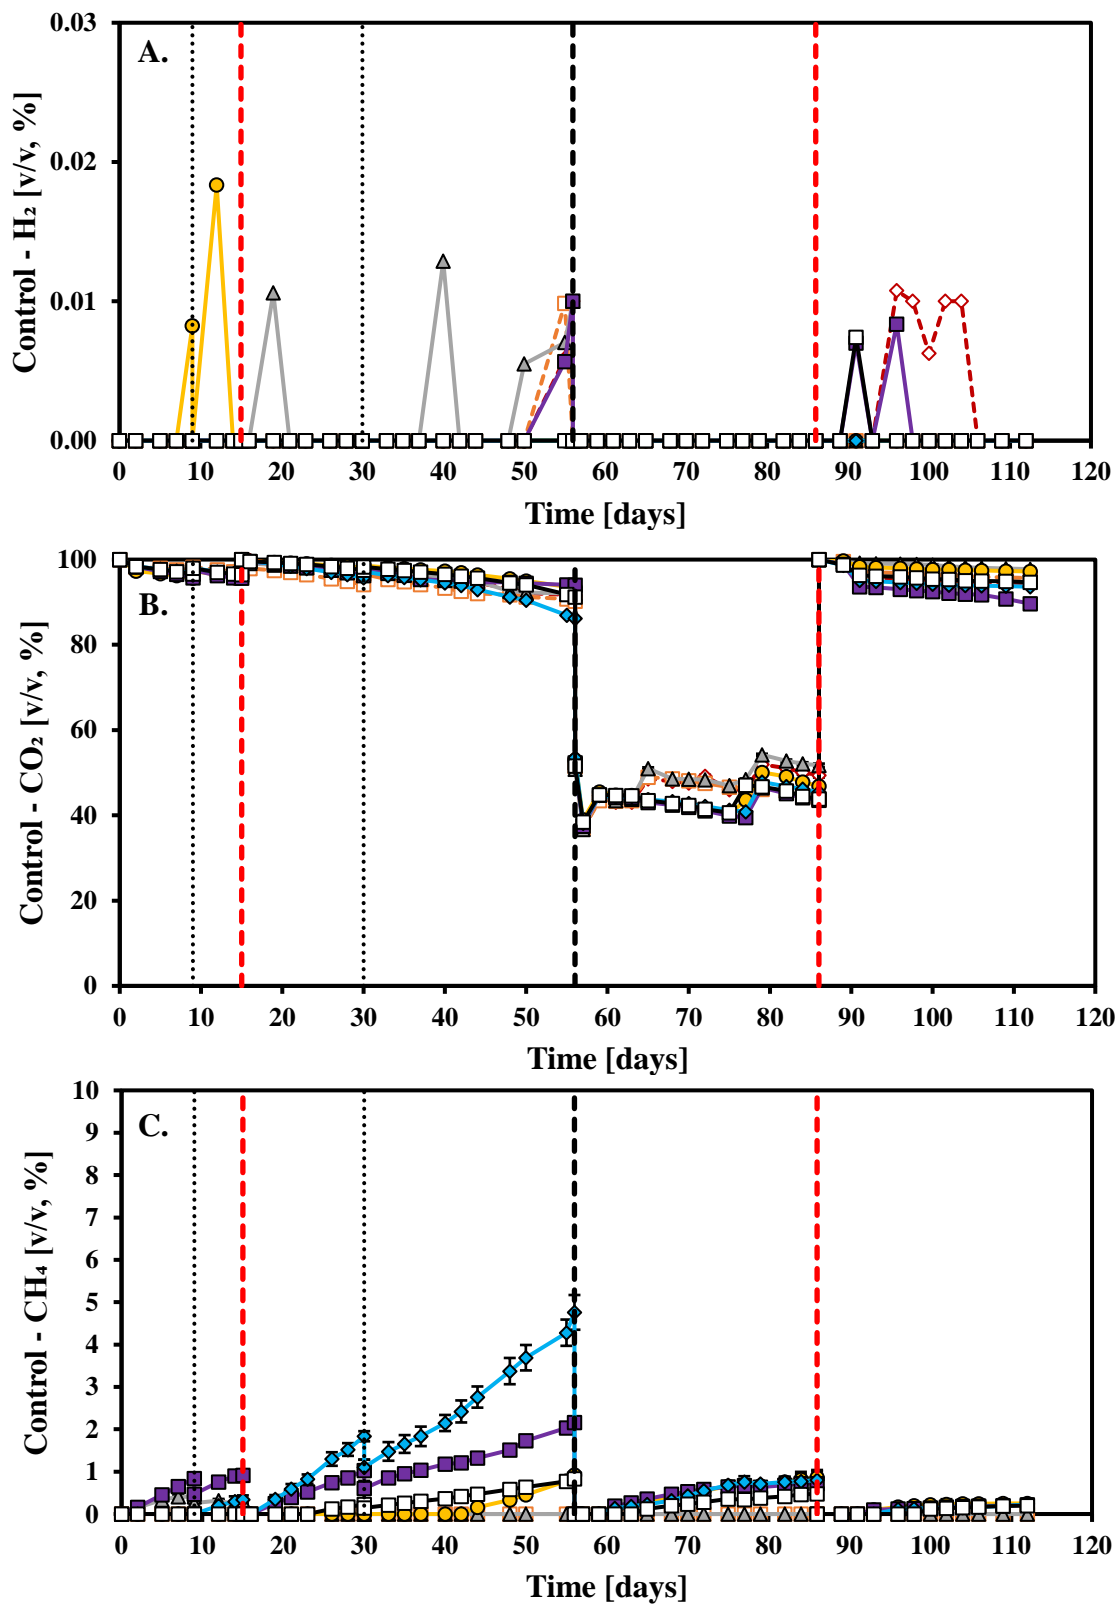 A.
Control - H₂ [v/v, %]
0.03
0.02
0.01
0.00
0 10 20 30 40 50 60 70 80 90 100 110 120
Time [days]
B.
Control - CO₂ [v/v, %]
100
80
60
40
20
0
0 10 20 30 40 50 60 70 80 90 100 110 120
Time [days]
C.
Control - CH₄ [v/v, %]
10
9
8
7
6
5
4
3
2
1
0
0 10 20 30 40 50 60 70 80 90 100 110 120
Time [days]